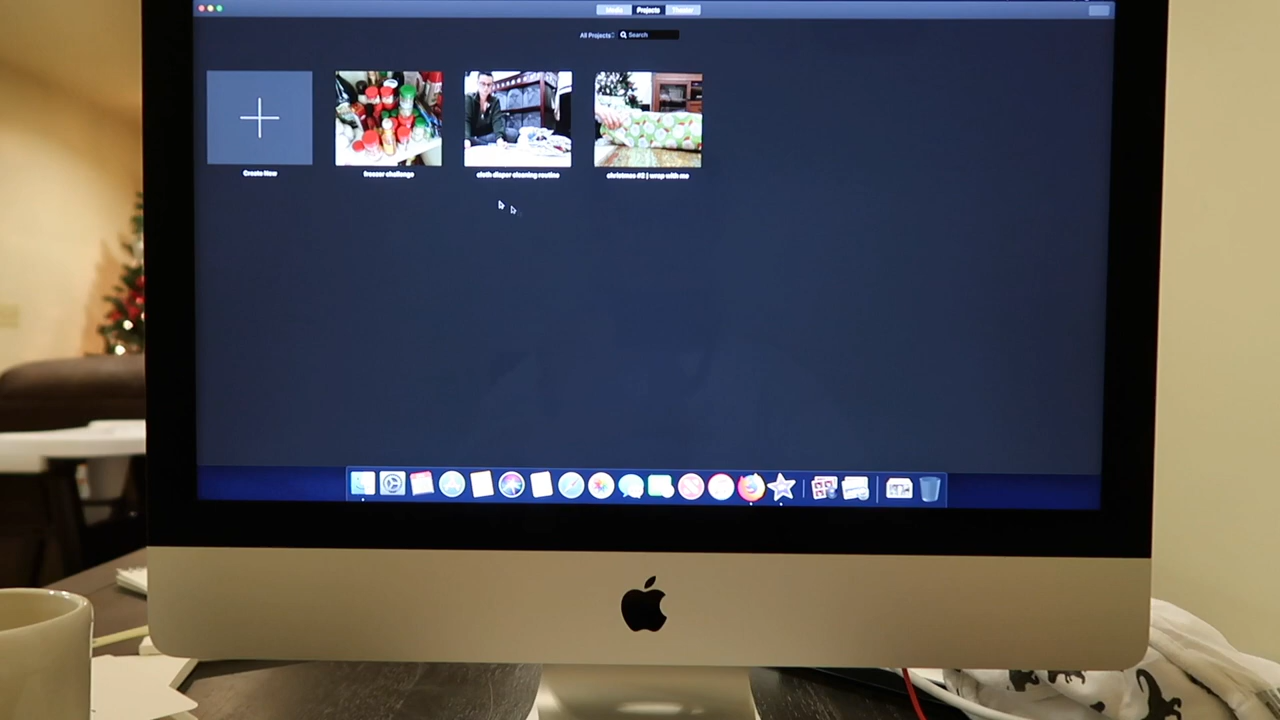 Media Projects Theater
All Projects Search
Create New
freezer challenge
cloth diaper cleaning routine
christmas #2 | wrap with me